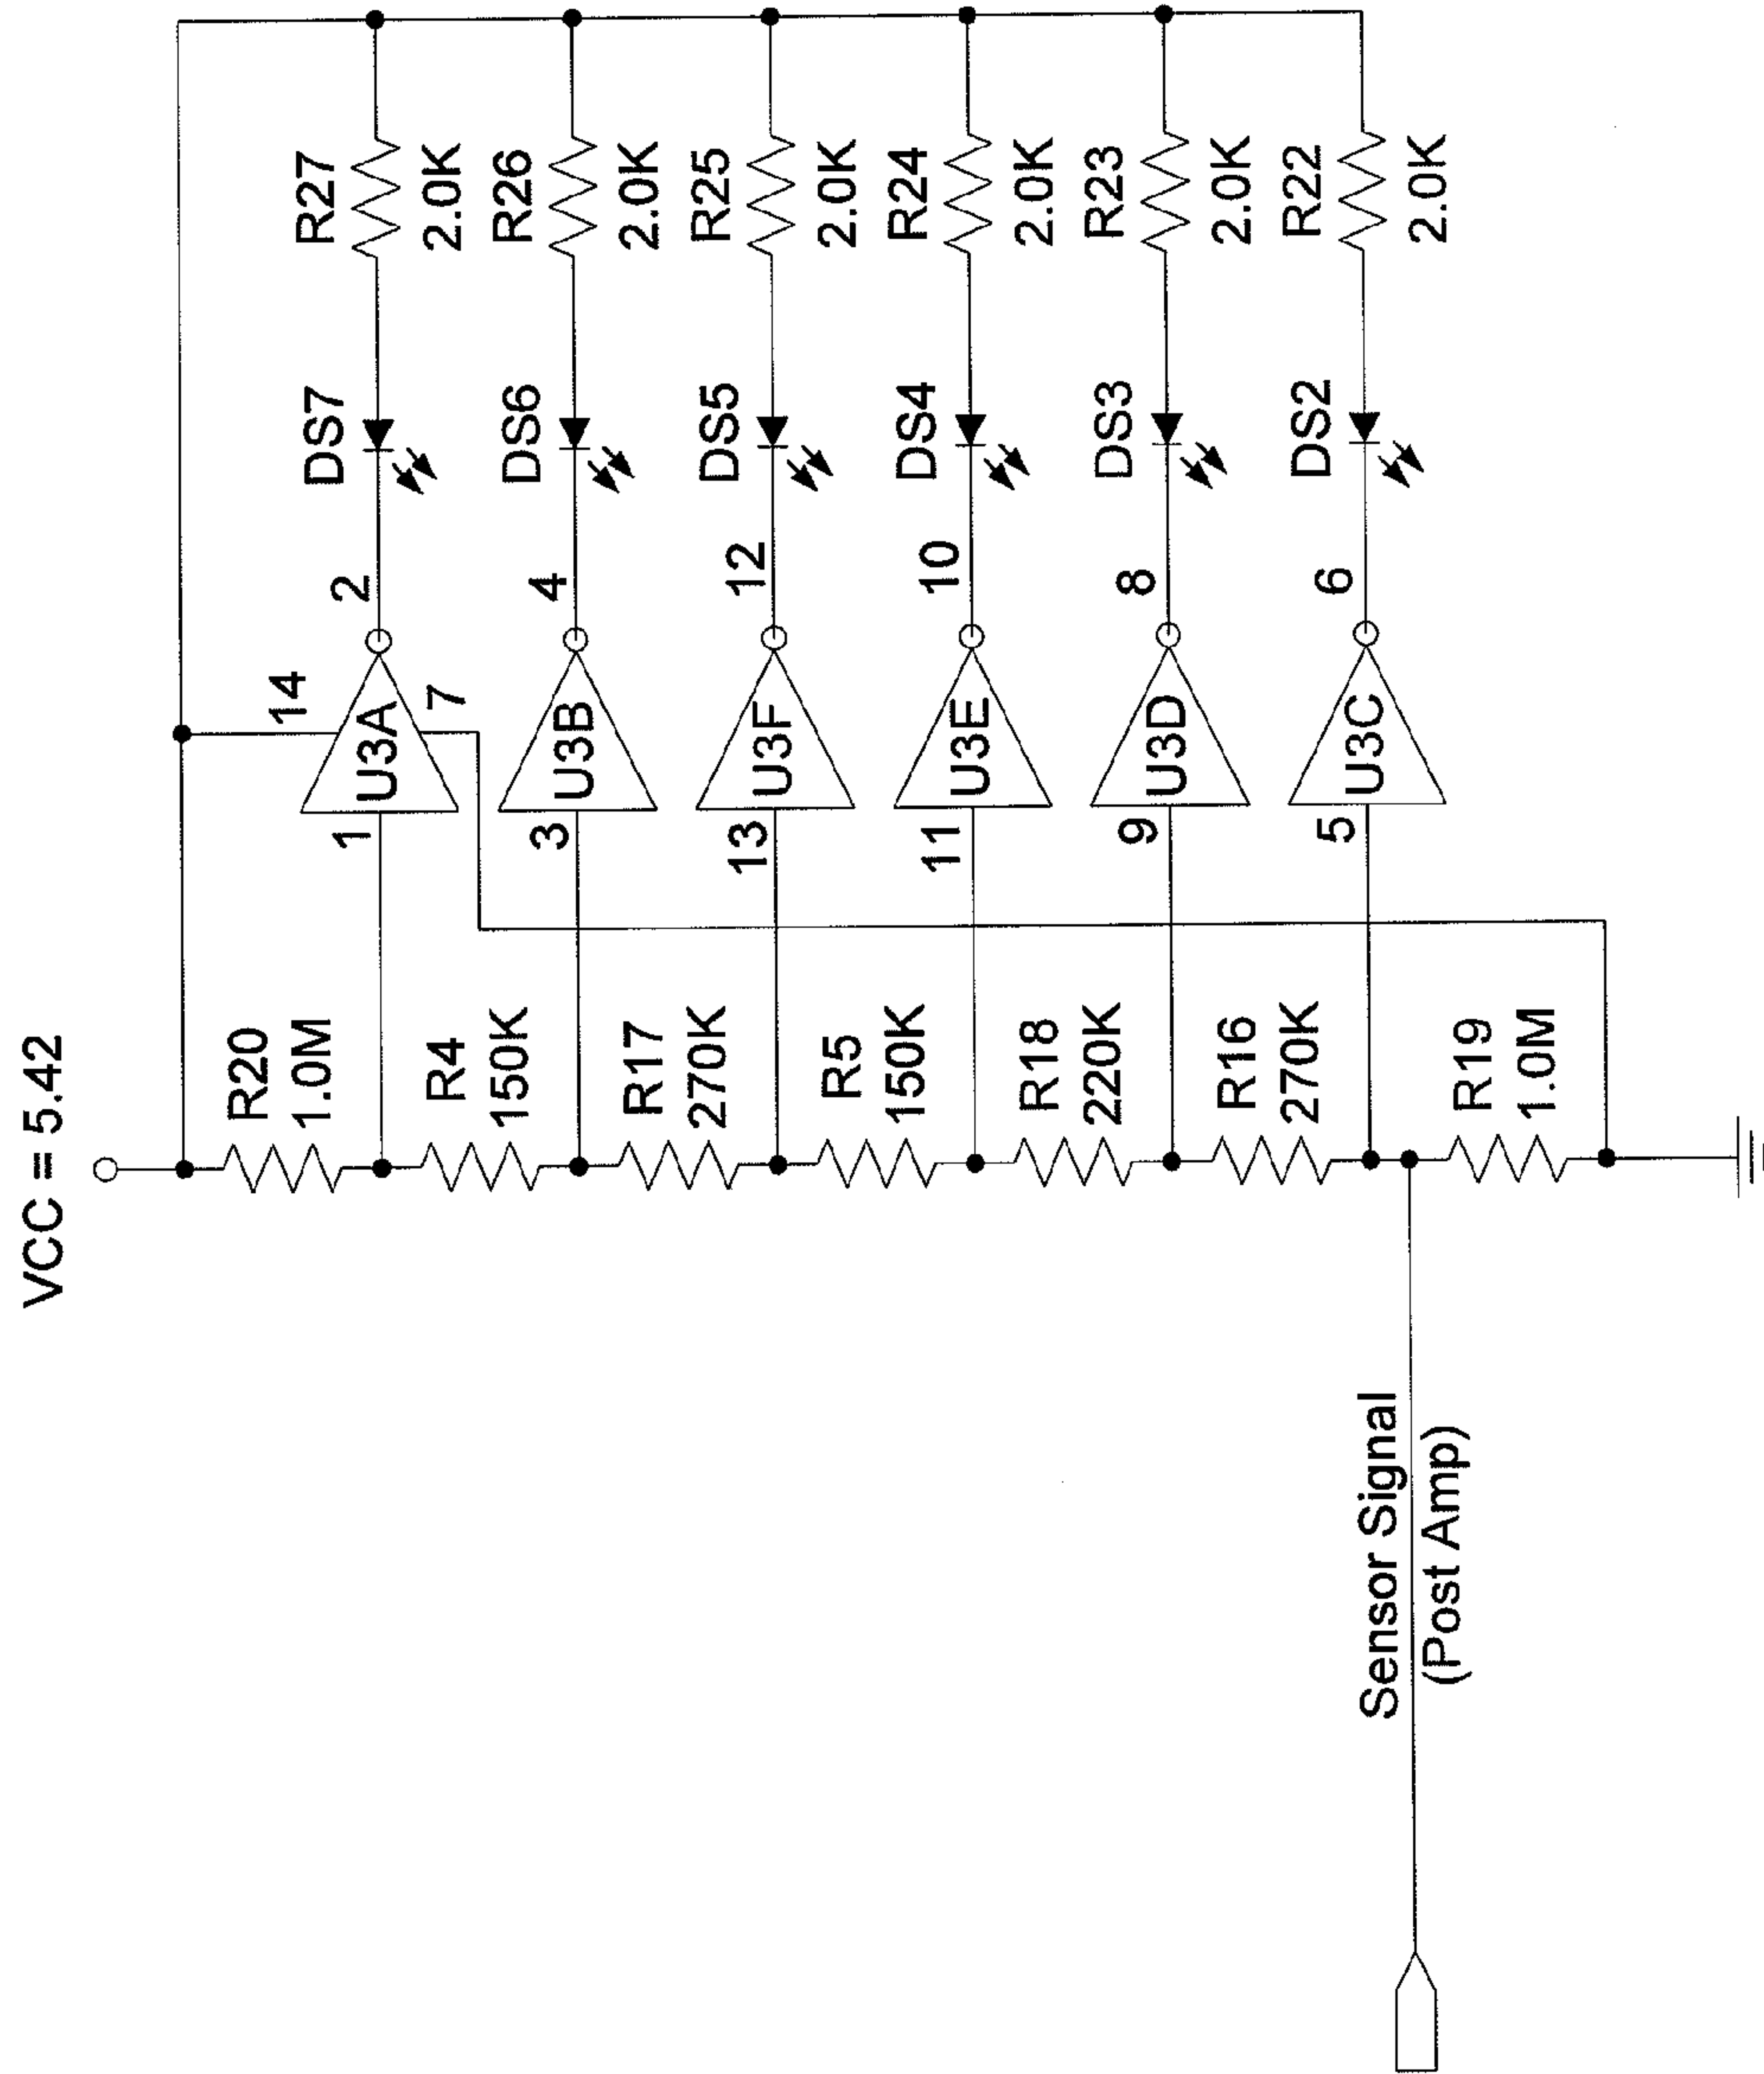 VCC = 5.42
R20
1.0M
R4
150K
R17
270K
R5
150K
R18
220K
R16
270K
R19
1.0M
Sensor Signal
(Post Amp)
14
7
1
U3A
2
DS7
R27
2.0K
3
U3B
4
DS6
R26
2.0K
13
U3F
12
DS5
R25
2.0K
11
U3E
10
DS4
R24
2.0K
9
U3D
8
DS3
R23
2.0K
5
U3C
6
DS2
R22
2.0K